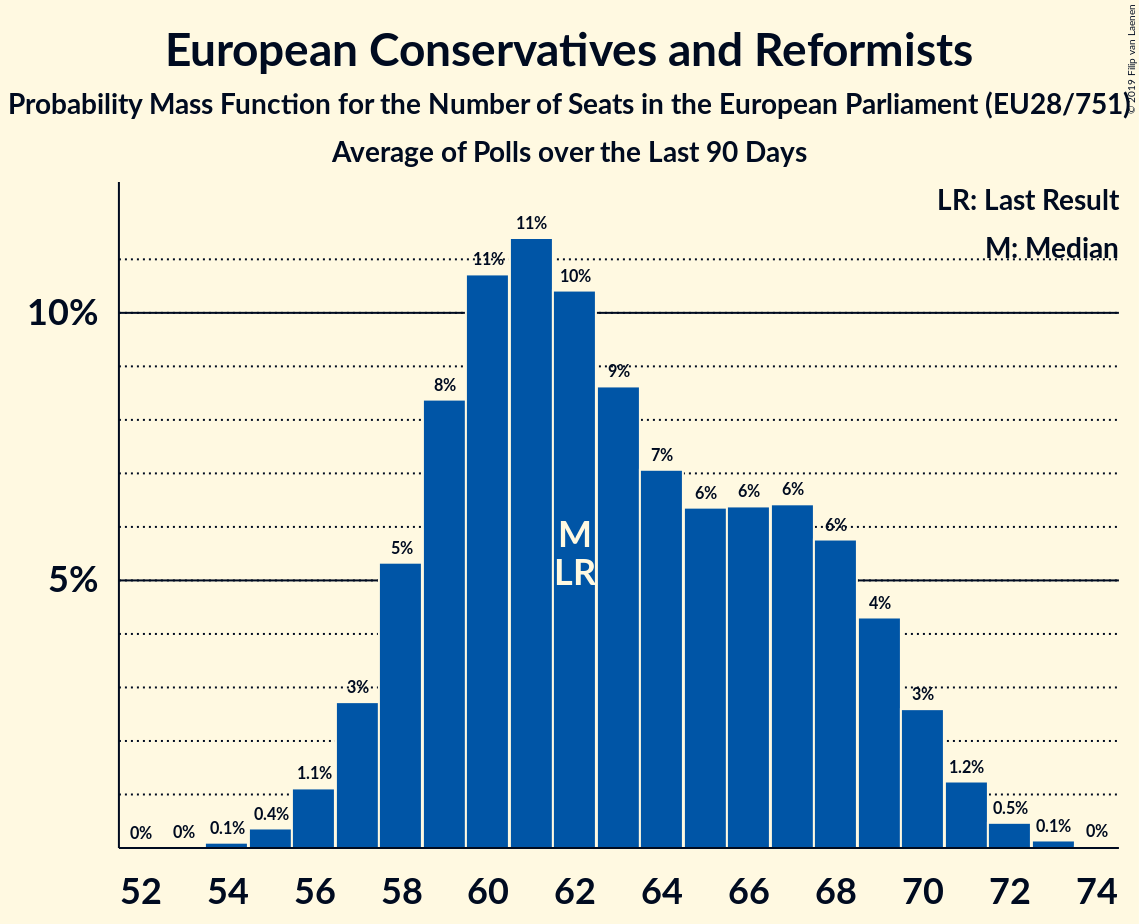 European Conservatives and Reformists
Probability Mass Function for the Number of Seats in the European Parliament (EU28/751)
Average of Polls over the Last 90 Days
© 2019 Filip van Laenen
LR: Last Result
M: Median
10%
5%
0%
0%
0.1%
0.4%
1.1%
3%
5%
8%
11%
11%
10%
9%
7%
6%
6%
6%
6%
4%
3%
1.2%
0.5%
0.1%
0%
M
LR
52 54 56 58 60 62 64 66 68 70 72 74